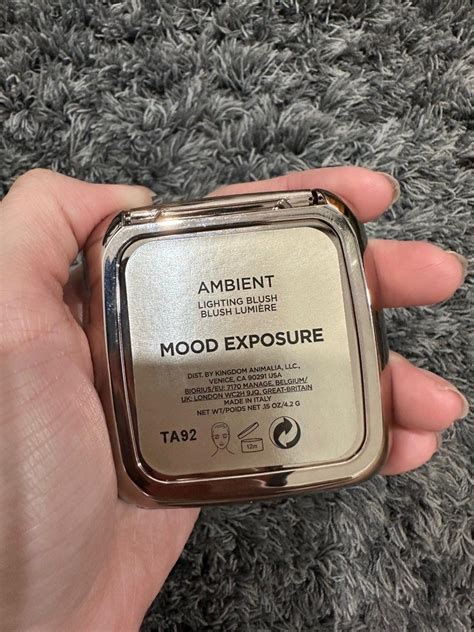 AMBIENT
LIGHTING BLUSH
BLUSH LUMIÈRE
MOOD EXPOSURE
DIST. BY KINGDOM ANIMALIA, LLC.,
VENICE, CA 90291 USA
BIORIUS/EU: 7170 MANAGE, BELGIUM/
UK: LONDON WC2H 9JQ, GREAT-BRITAIN
MADE IN ITALY
NET WT/POIDS NET .15 OZ/4.2 G
TA92
12m